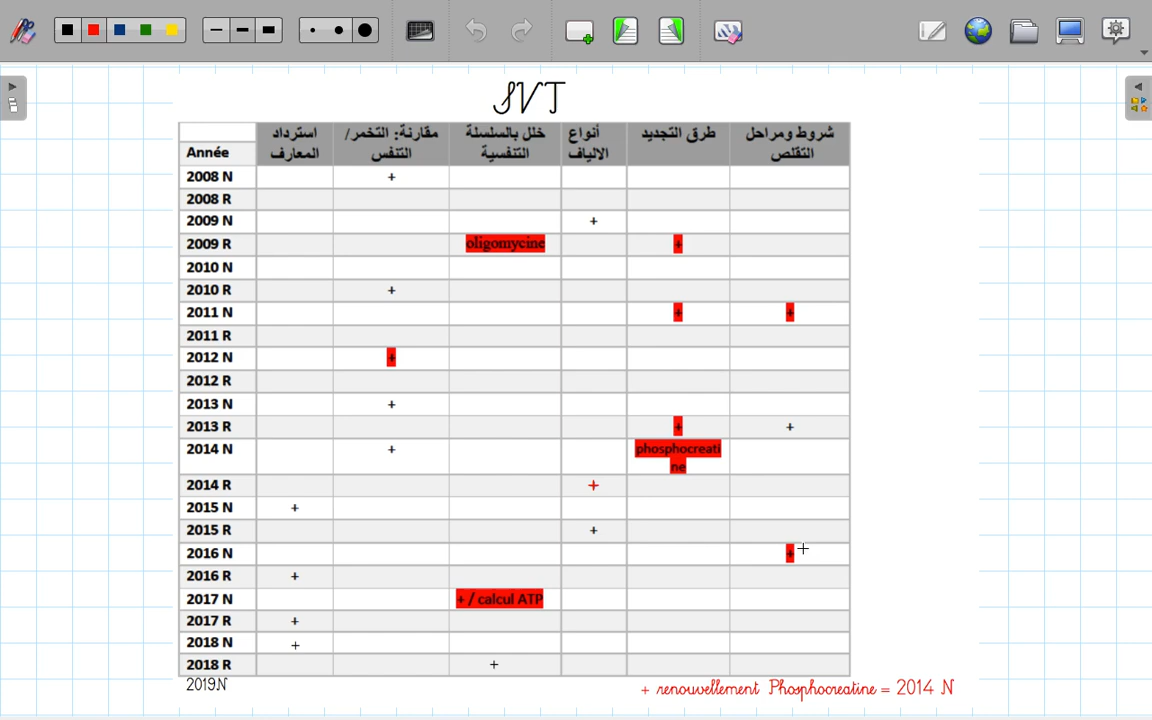 SVT
Année استرداد المعارف مقارنة: التخمر/ التنفس خلل بالسلسلة التنفسية أنواع الالياف طرق التجديد شروط ومراحل التقلص
2008 N +
2008 R
2009 N +
2009 R oligomycine +
2010 N
2010 R +
2011 N + +
2011 R
2012 N +
2012 R
2013 N +
2013 R + +
2014 N + phosphocreatine
2014 R +
2015 N +
2015 R +
2016 N +
2016 R +
2017 N + / calcul ATP
2017 R +
2018 N +
2018 R +
2019.N
+ renouvellement Phosphocreatine = 2014 N